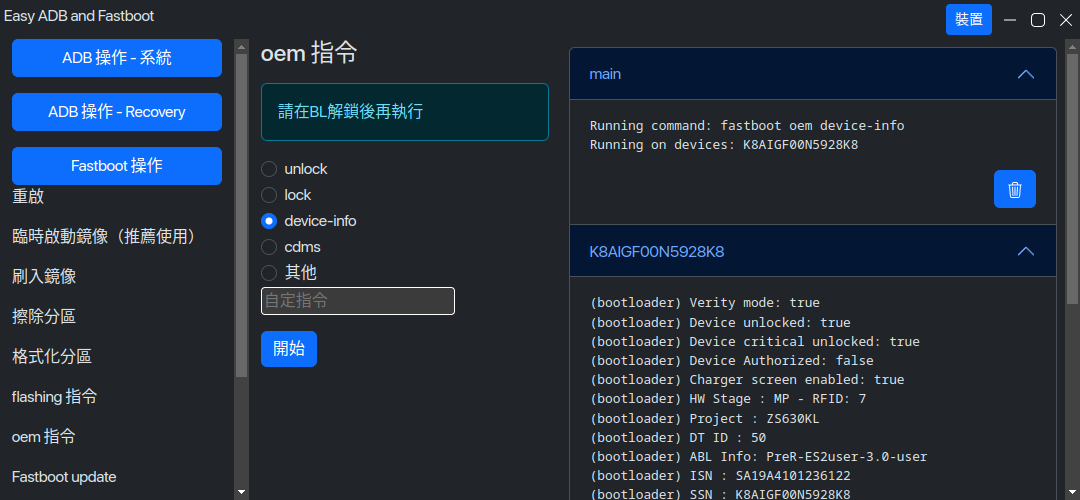 Easy ADB and Fastboot
裝置
ADB 操作 - 系統
ADB 操作 - Recovery
Fastboot 操作
重啟
臨時啟動鏡像（推薦使用）
刷入鏡像
擦除分區
格式化分區
flashing 指令
oem 指令
Fastboot update
oem 指令
請在BL解鎖後再執行
unlock
lock
device-info
cdms
其他
自定指令
開始
main
Running command: fastboot oem device-info
Running on devices: K8AIGF00N5928K8
K8AIGF00N5928K8
(bootloader) Verity mode: true
(bootloader) Device unlocked: true
(bootloader) Device critical unlocked: true
(bootloader) Device Authorized: false
(bootloader) Charger screen enabled: true
(bootloader) HW Stage : MP - RFID: 7
(bootloader) Project : ZS630KL
(bootloader) DT ID : 50
(bootloader) ABL Info: PreR-ES2user-3.0-user
(bootloader) ISN : SA19A4101236122
(bootloader) SSN : K8AIGF00N5928K8